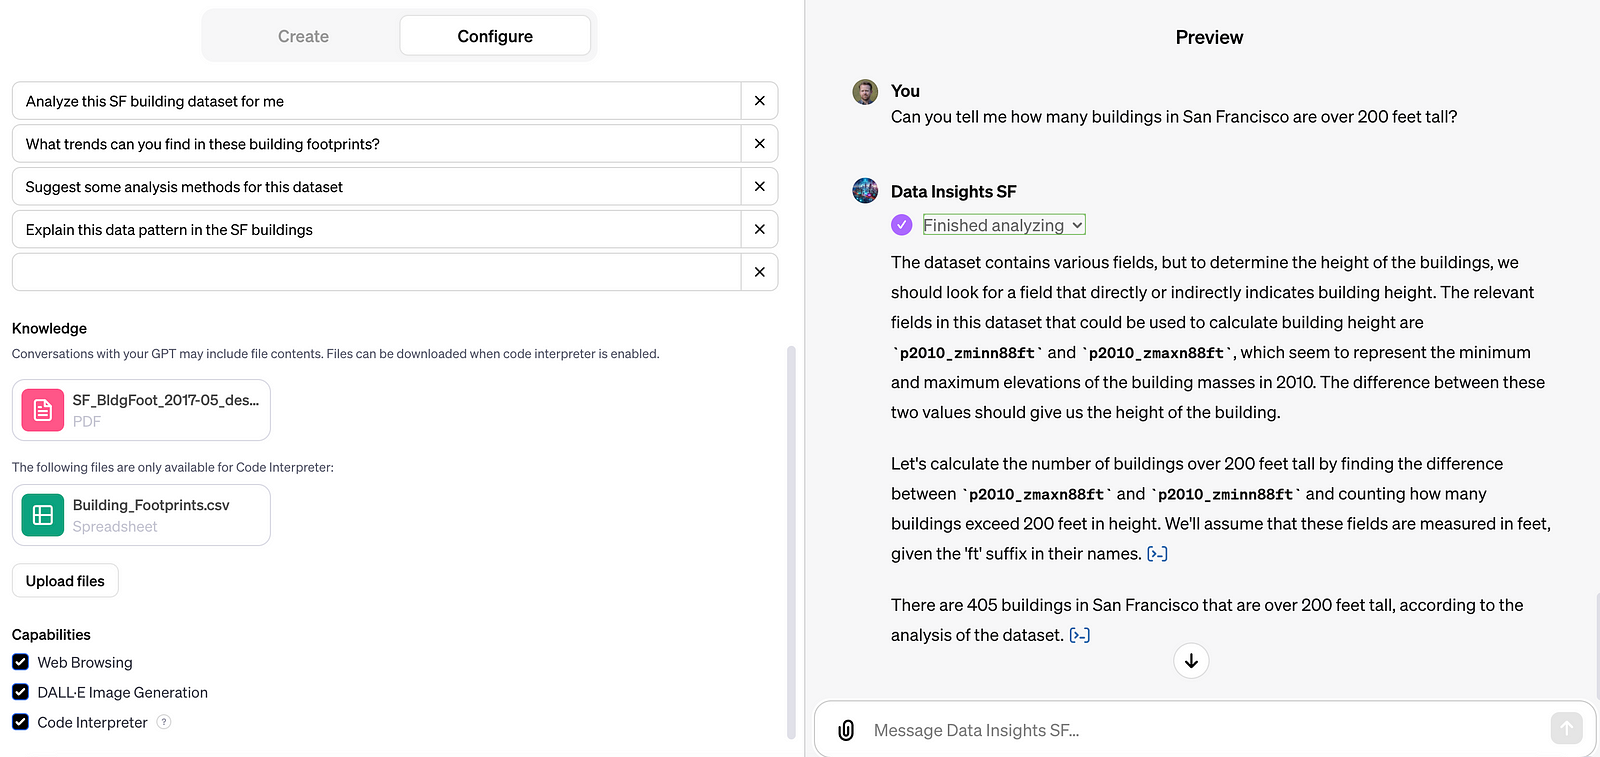 Create
Configure
Analyze this SF building dataset for me
What trends can you find in these building footprints?
Suggest some analysis methods for this dataset
Explain this data pattern in the SF buildings
Knowledge
Conversations with your GPT may include file contents. Files can be downloaded when code interpreter is enabled.
SF_BldgFoot_2017-05_des...
PDF
The following files are only available for Code Interpreter:
Building_Footprints.csv
Spreadsheet
Upload files
Capabilities
Web Browsing
DALL·E Image Generation
Code Interpreter ?
Preview
You
Can you tell me how many buildings in San Francisco are over 200 feet tall?
Data Insights SF
Finished analyzing
The dataset contains various fields, but to determine the height of the buildings, we
should look for a field that directly or indirectly indicates building height. The relevant
fields in this dataset that could be used to calculate building height are
`p2010_zminn88ft` and `p2010_zmaxn88ft`, which seem to represent the minimum
and maximum elevations of the building masses in 2010. The difference between these
two values should give us the height of the building.
Let's calculate the number of buildings over 200 feet tall by finding the difference
between `p2010_zmaxn88ft` and `p2010_zminn88ft` and counting how many
buildings exceed 200 feet in height. We'll assume that these fields are measured in feet,
given the 'ft' suffix in their names. [>-]
There are 405 buildings in San Francisco that are over 200 feet tall, according to the
analysis of the dataset. [>-]
Message Data Insights SF...